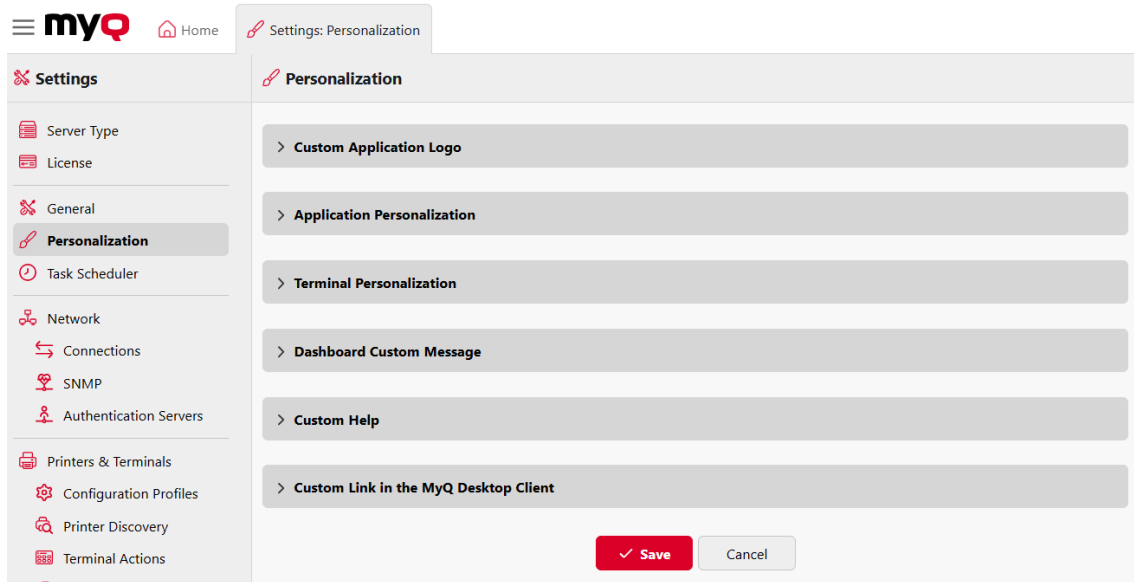 myQ
Home
Settings: Personalization
Settings
Personalization
Server Type
License
General
Personalization
Task Scheduler
Network
Connections
SNMP
Authentication Servers
Printers & Terminals
Configuration Profiles
Printer Discovery
Terminal Actions
Custom Application Logo
Application Personalization
Terminal Personalization
Dashboard Custom Message
Custom Help
Custom Link in the MyQ Desktop Client
Save
Cancel